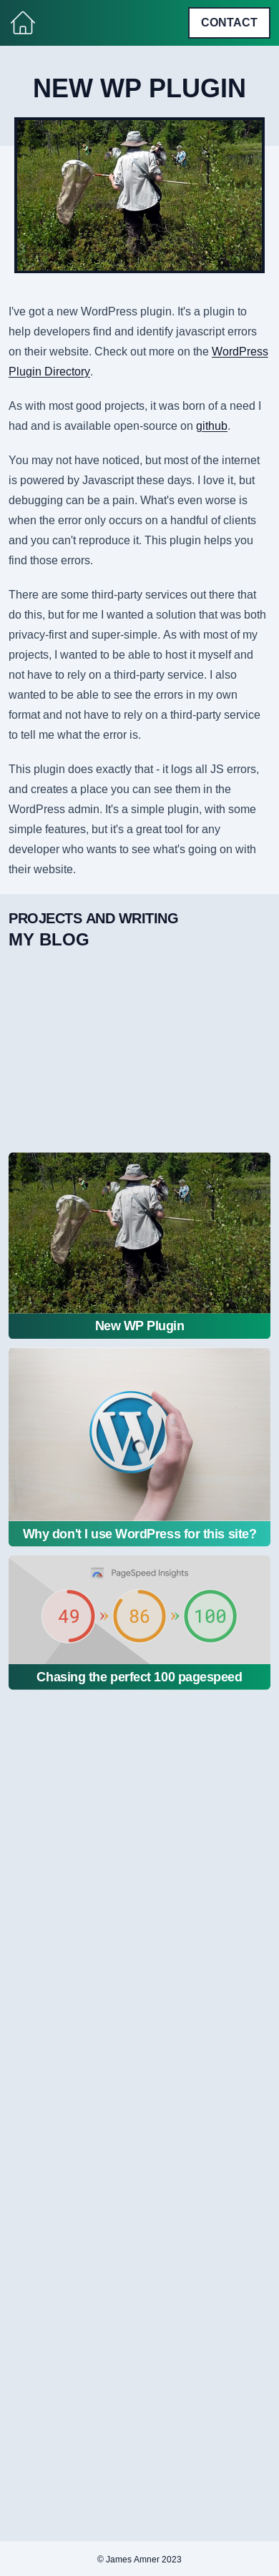 CONTACT
NEW WP PLUGIN
I've got a new WordPress plugin. It's a plugin to
help developers find and identify javascript errors
on their website. Check out more on the WordPress
Plugin Directory.
As with most good projects, it was born of a need I
had and is available open-source on github.
You may not have noticed, but most of the internet
is powered by Javascript these days. I love it, but
debugging can be a pain. What's even worse is
when the error only occurs on a handful of clients
and you can't reproduce it. This plugin helps you
find those errors.
There are some third-party services out there that
do this, but for me I wanted a solution that was both
privacy-first and super-simple. As with most of my
projects, I wanted to be able to host it myself and
not have to rely on a third-party service. I also
wanted to be able to see the errors in my own
format and not have to rely on a third-party service
to tell me what the error is.
This plugin does exactly that - it logs all JS errors,
and creates a place you can see them in the
WordPress admin. It's a simple plugin, with some
simple features, but it's a great tool for any
developer who wants to see what's going on with
their website.
PROJECTS AND WRITING
MY BLOG
New WP Plugin
Why don't I use WordPress for this site?
PageSpeed Insights
49 » 86 » 100
Chasing the perfect 100 pagespeed
© James Amner 2023